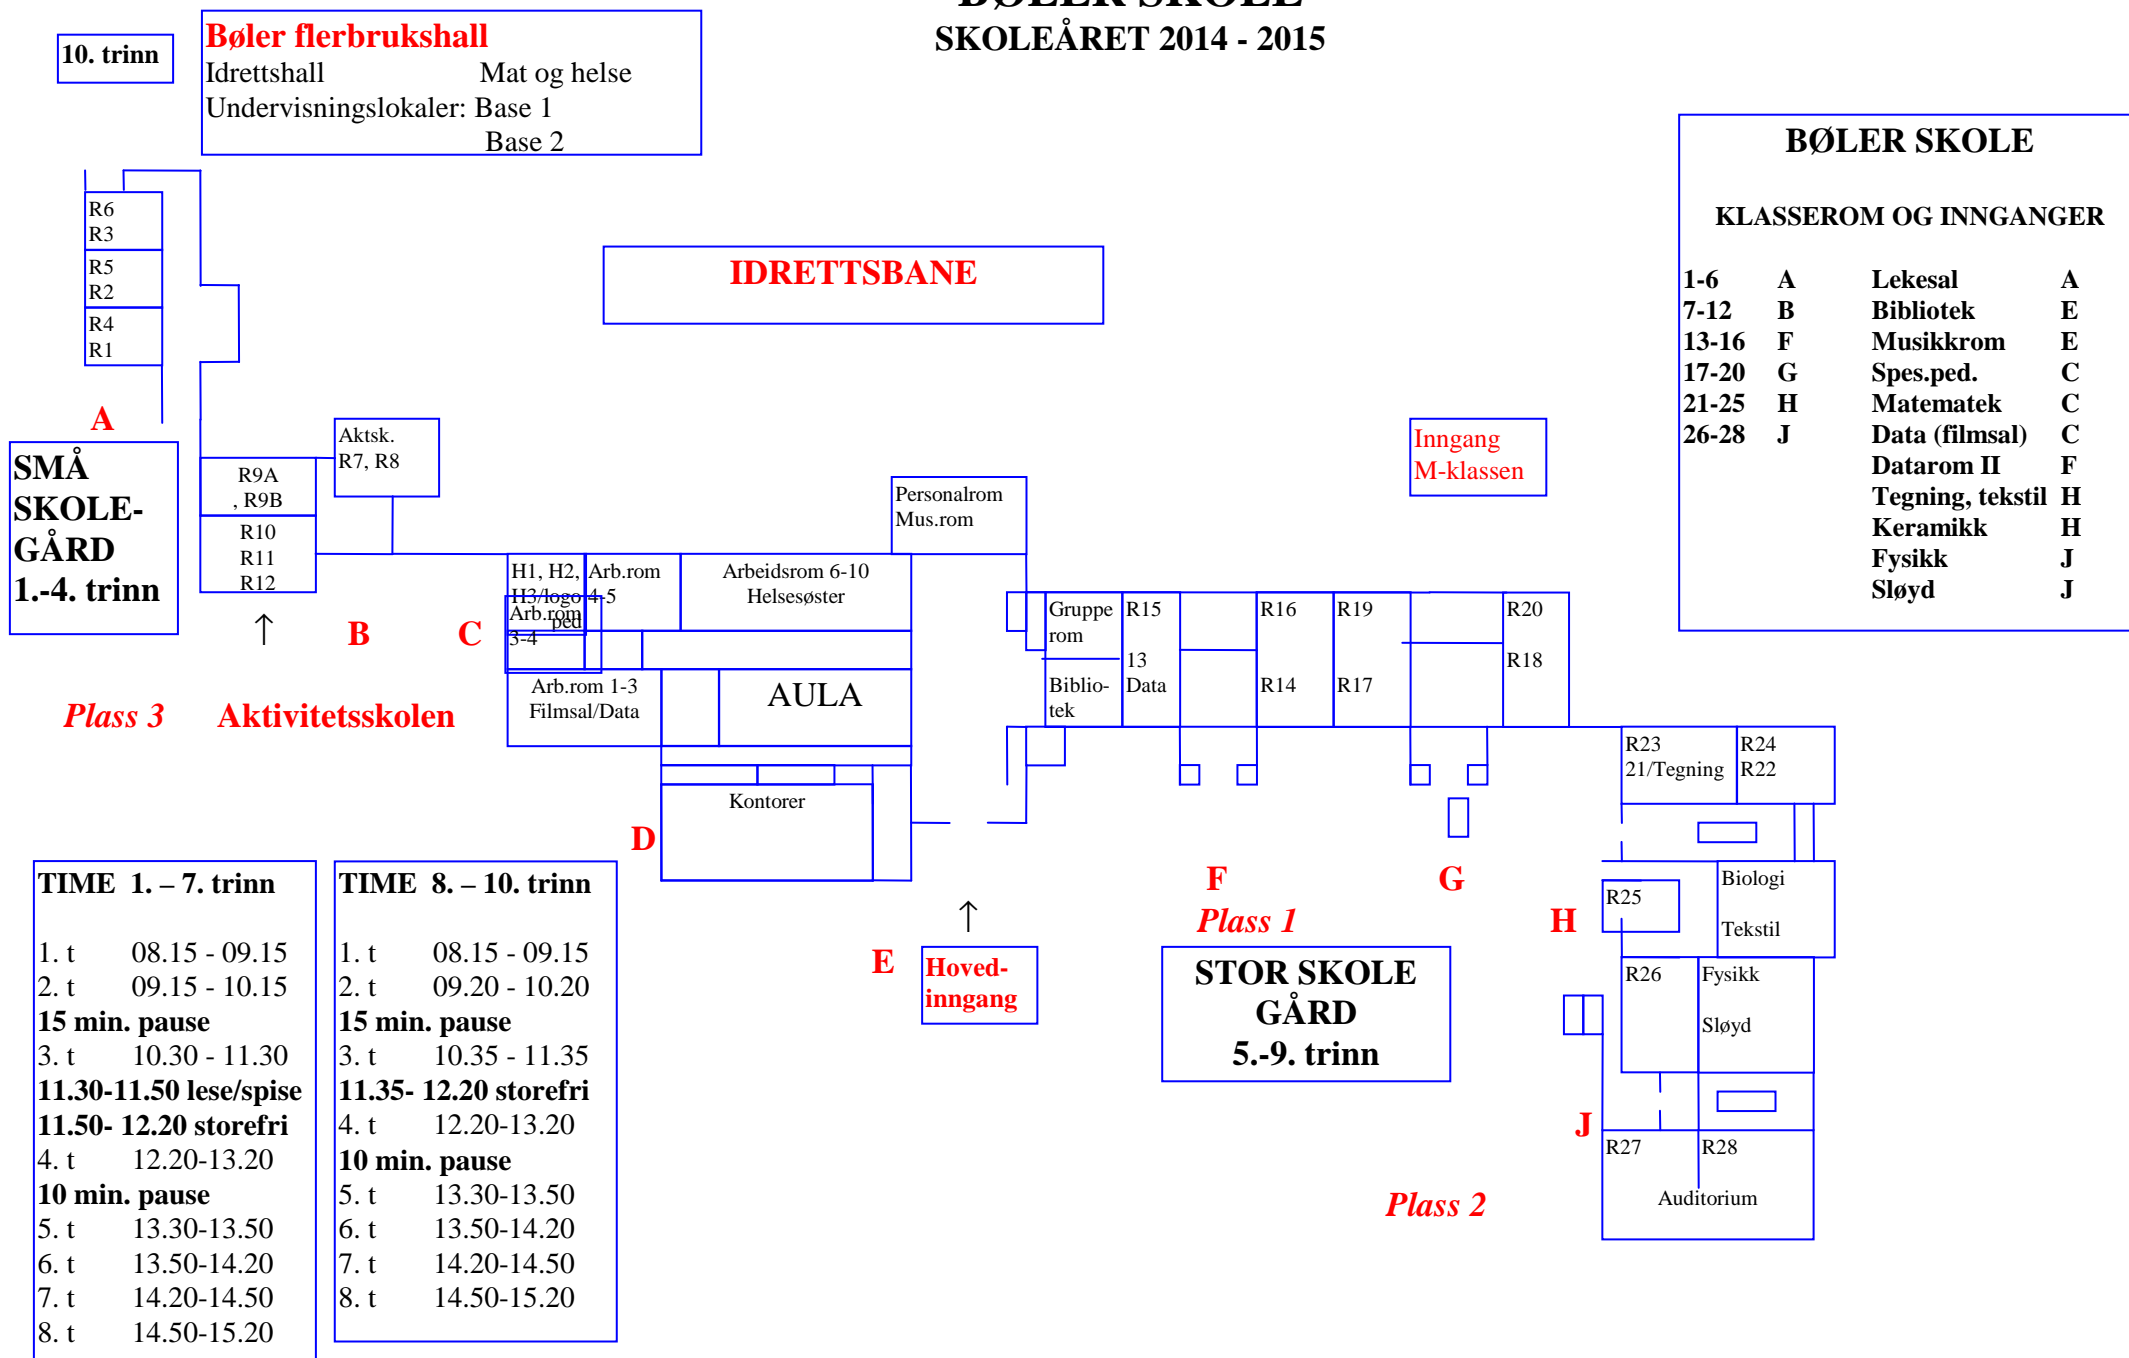 BØLER SKOLE
SKOLEÅRET 2014 - 2015
10. trinn
Bøler flerbrukshall
Idrettshall Mat og helse
Undervisningslokaler: Base 1
Base 2
BØLER SKOLE
KLASSEROM OG INNGANGER
1-6 A Lekesal A
7-12 B Bibliotek E
13-16 F Musikkrom E
17-20 G Spes.ped. C
21-25 H Matematek C
26-28 J Data (filmsal) C
Datarom II F
Tegning, tekstil H
Keramikk H
Fysikk J
Sløyd J
R6
R3
R5
R2
R4
R1
IDRETTSBANE
A
SMÅ
SKOLE-
GÅRD
1.-4. trinn
R9A
, R9B
R10
R11
R12
Aktsk.
R7, R8
↑
B
C
Plass 3
Aktivitetsskolen
H1, H2,
H3/logo
ped
Arb.rom
3-4
Arb.rom
4-5
Arbeidsrom 6-10
Helsesøster
Personalrom
Mus.rom
Arb.rom 1-3
Filmsal/Data
AULA
Kontorer
D
Inngang
M-klassen
Gruppe
rom
Biblio-
tek
R15
13
Data
R16
R14
R19
R17
R20
R18
R23
21/Tegning
R24
R22
Biologi
Tekstil
R25
H
R26
Fysikk
Sløyd
J
R27
R28
Auditorium
F
Plass 1
G
↑
E
Hoved-
inngang
STOR SKOLE
GÅRD
5.-9. trinn
Plass 2
TIME 1. – 7. trinn
1. t 08.15 - 09.15
2. t 09.15 - 10.15
15 min. pause
3. t 10.30 - 11.30
11.30-11.50 lese/spise
11.50- 12.20 storefri
4. t 12.20-13.20
10 min. pause
5. t 13.30-13.50
6. t 13.50-14.20
7. t 14.20-14.50
8. t 14.50-15.20
TIME 8. – 10. trinn
1. t 08.15 - 09.15
2. t 09.20 - 10.20
15 min. pause
3. t 10.35 - 11.35
11.35- 12.20 storefri
4. t 12.20-13.20
10 min. pause
5. t 13.30-13.50
6. t 13.50-14.20
7. t 14.20-14.50
8. t 14.50-15.20